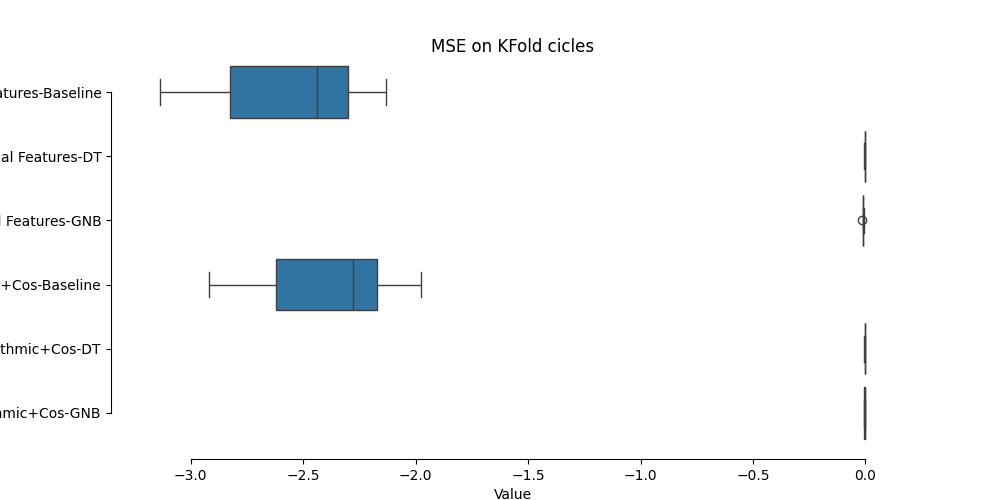 MSE on KFold cicles
atures-Baseline
al Features-DT
l Features-GNB
+Cos-Baseline
thmic+Cos-DT
mic+Cos-GNB
−3.0 −2.5 −2.0 −1.5 −1.0 −0.5 0.0
Value